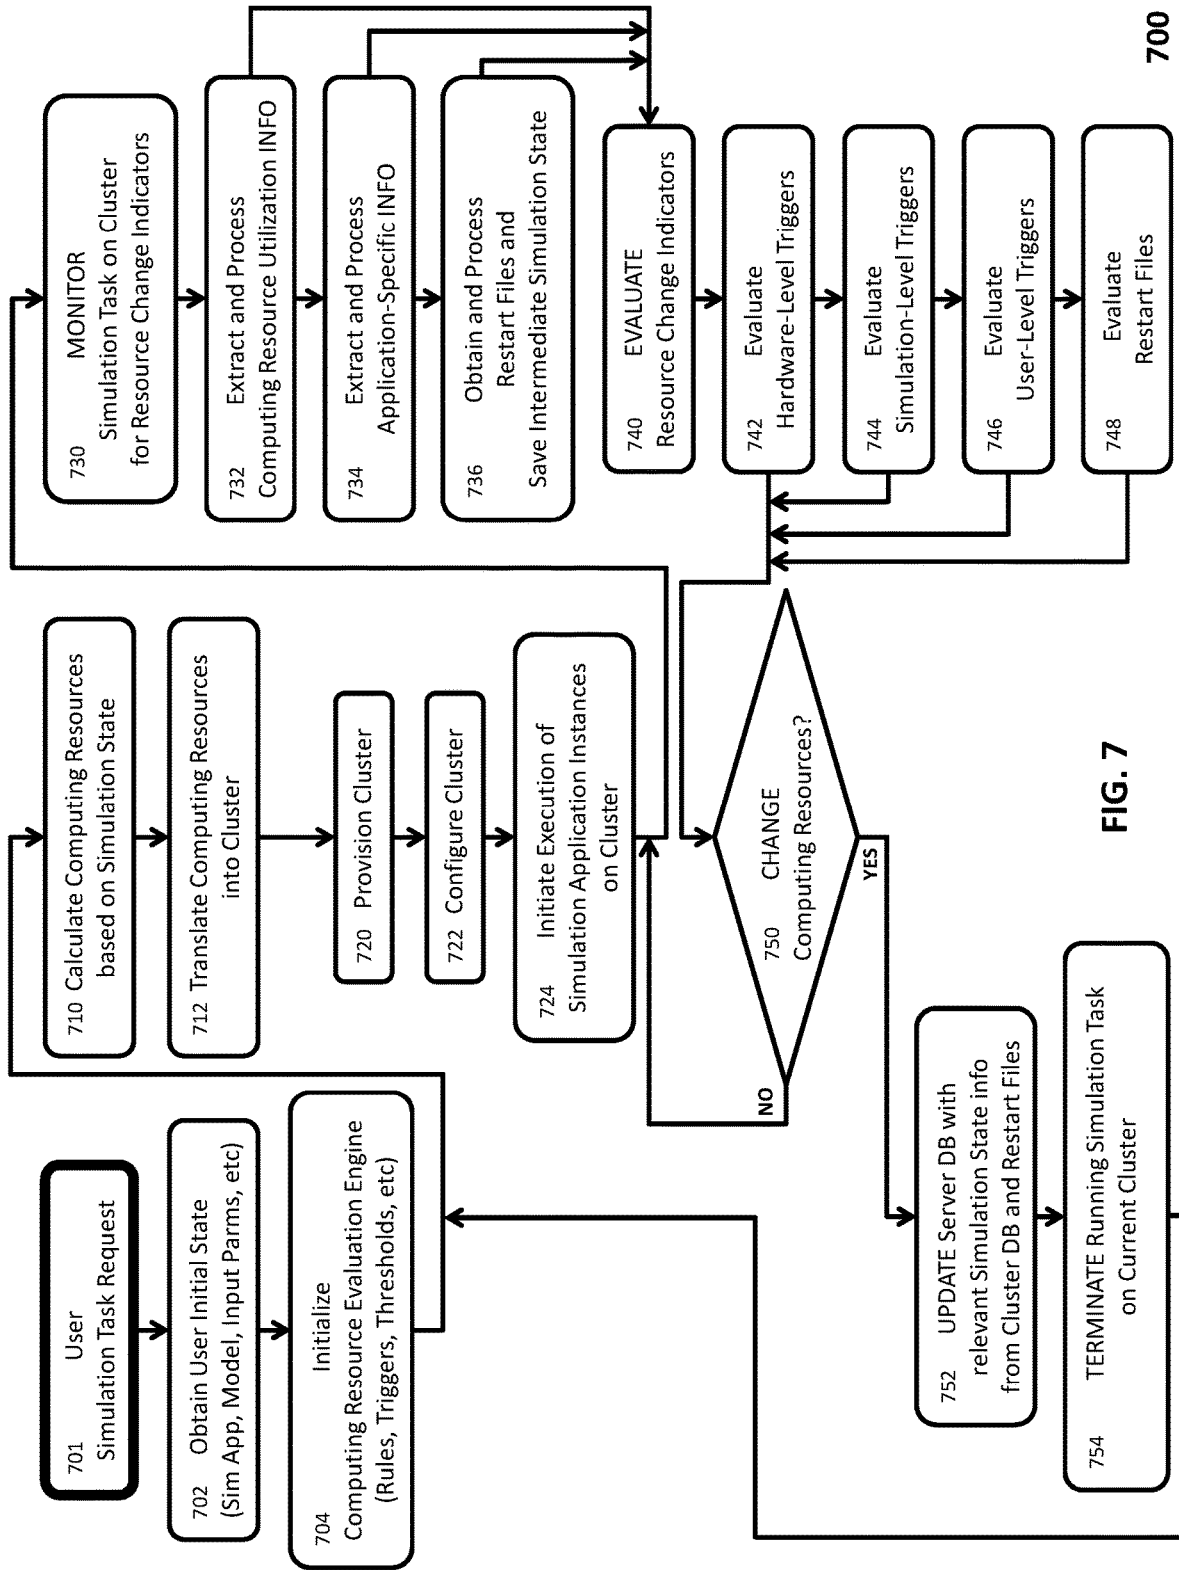 701 User
Simulation Task Request
702 Obtain User Initial State
(Sim App, Model, Input Parms, etc)
704 Initialize
Computing Resource Evaluation Engine
(Rules, Triggers, Thresholds, etc)
710 Calculate Computing Resources
based on Simulation State
712 Translate Computing Resources
into Cluster
720 Provision Cluster
722 Configure Cluster
724 Initiate Execution of
Simulation Application Instances
on Cluster
730 MONITOR
Simulation Task on Cluster
for Resource Change Indicators
732 Extract and Process
Computing Resource Utilization INFO
734 Extract and Process
Application-Specific INFO
736 Obtain and Process
Restart Files and
Save Intermediate Simulation State
740 EVALUATE
Resource Change Indicators
742 Evaluate
Hardware-Level Triggers
744 Evaluate
Simulation-Level Triggers
746 Evaluate
User-Level Triggers
748 Evaluate
Restart Files
750 CHANGE
Computing Resources?
NO
YES
752 UPDATE Server DB with
relevant Simulation State info
from Cluster DB and Restart Files
754 TERMINATE Running Simulation Task
on Current Cluster
FIG. 7
700